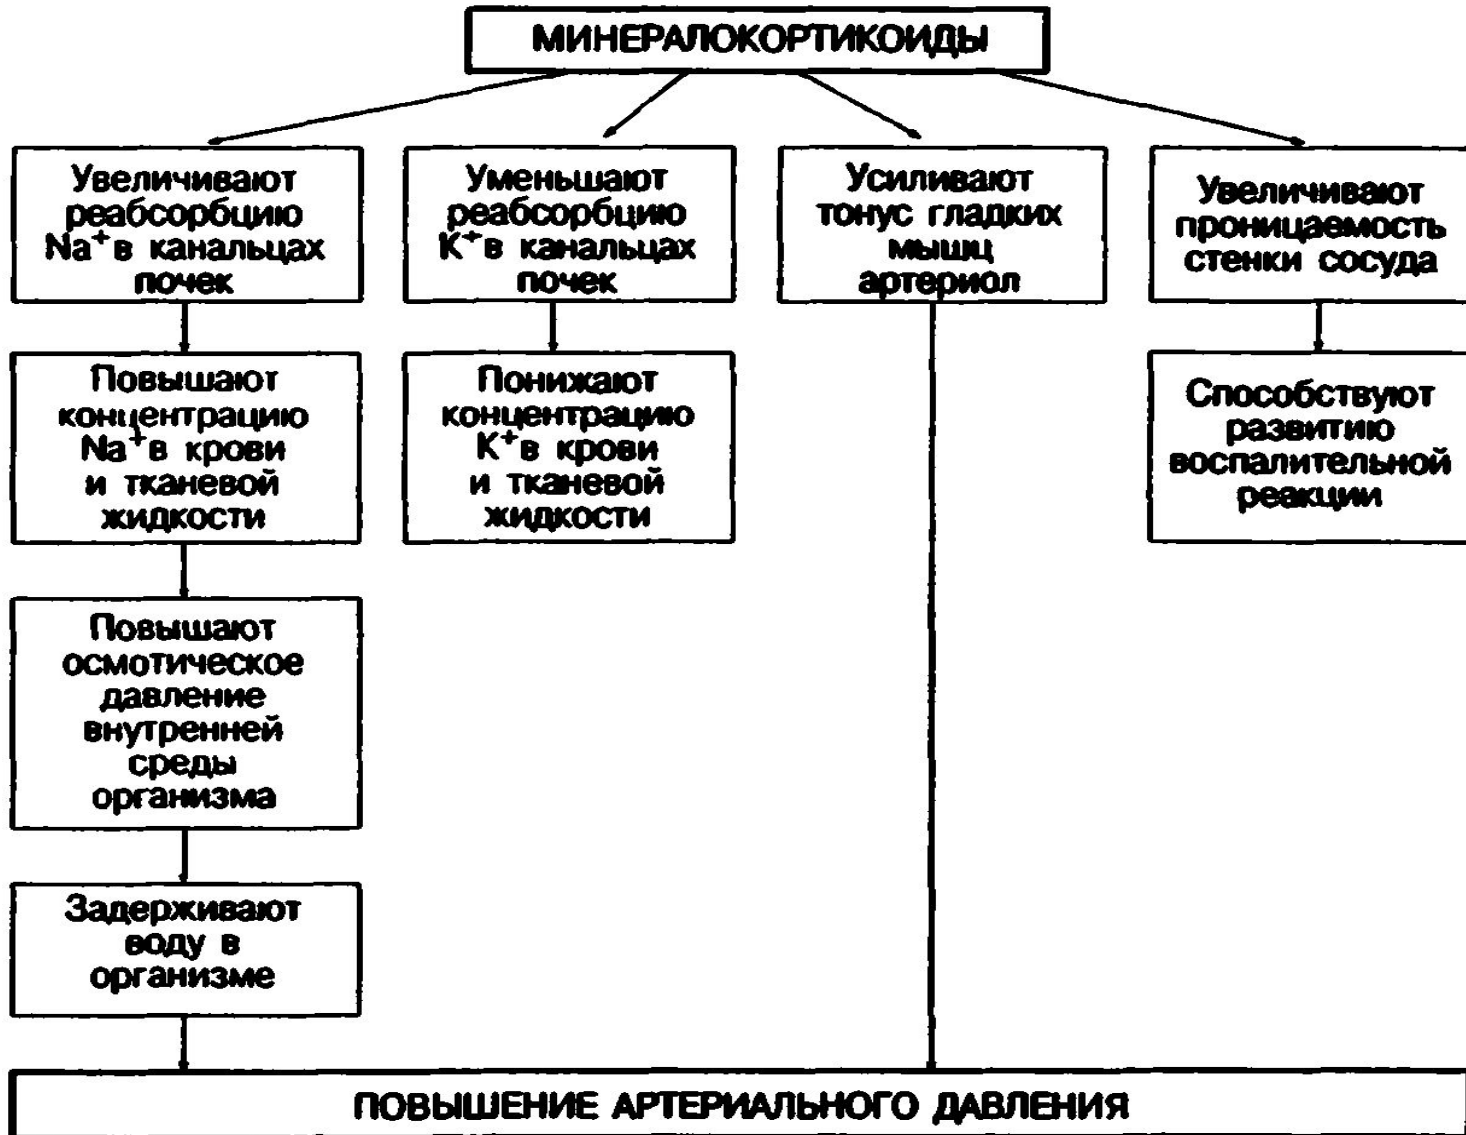 МИНЕРАЛОКОРТИКОИДЫ
Увеличивают
реабсорбцию
Na⁺ в канальцах
почек
Уменьшают
реабсорбцию
K⁺ в канальцах
почек
Усиливают
тонус гладких
мышц
артериол
Увеличивают
проницаемость
стенки сосуда
Повышают
концентрацию
Na⁺ в крови
и тканевой
жидкости
Понижают
концентрацию
K⁺ в крови
и тканевой
жидкости
Способствуют
развитию
воспалительной
реакции
Повышают
осмотическое
давление
внутренней
среды
организма
Задерживают
воду в
организме
ПОВЫШЕНИЕ АРТЕРИАЛЬНОГО ДАВЛЕНИЯ